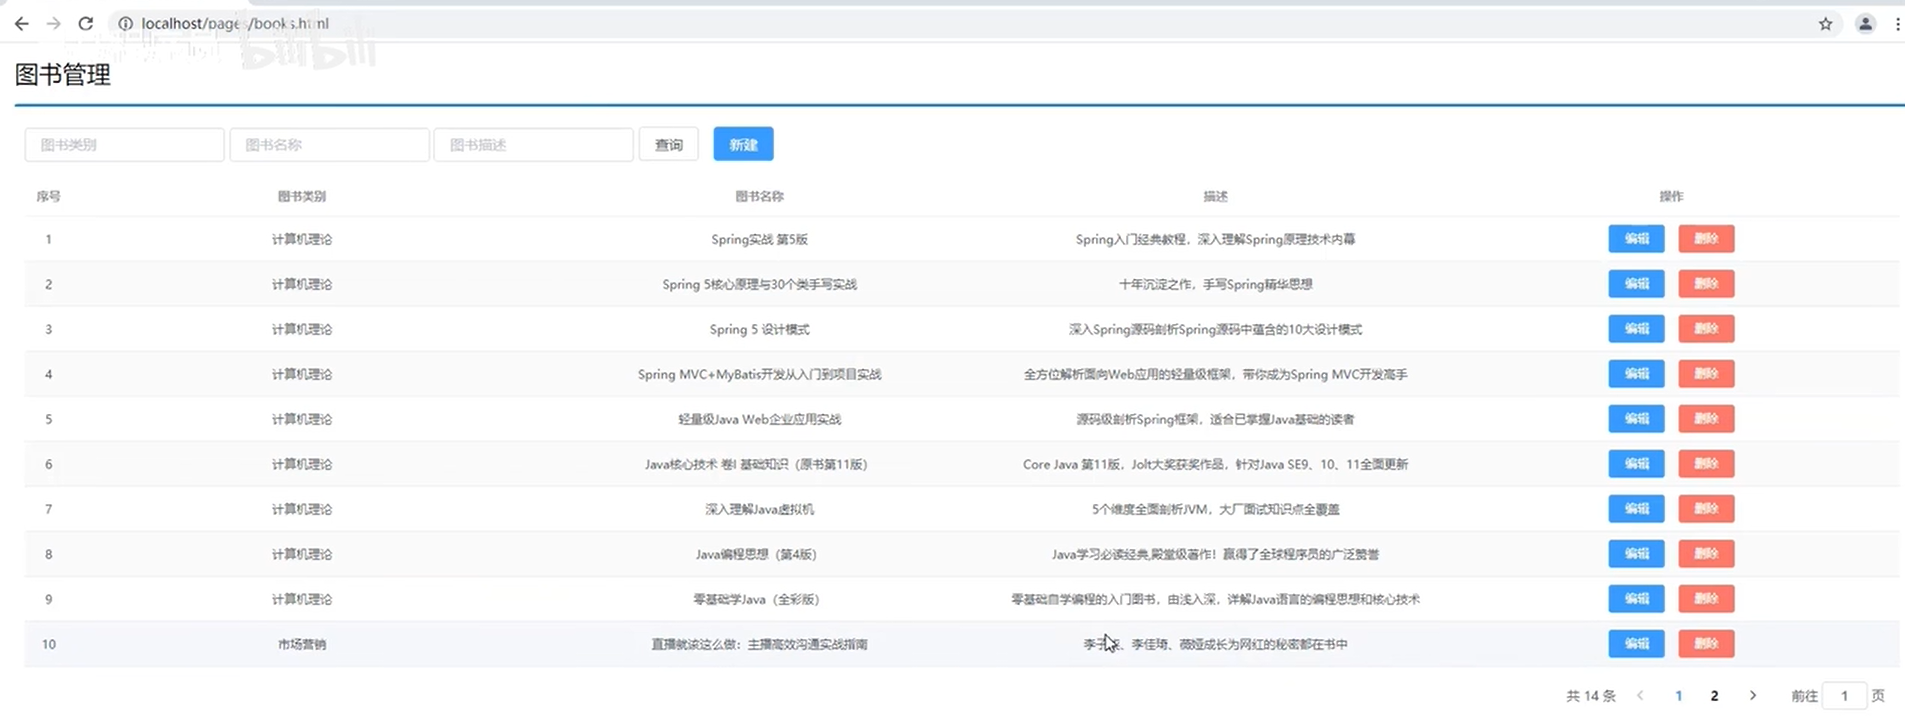 localhost/pages/books.html
bilibili
图书管理
图书类别 图书名称 图书描述 查询 新建
序号 图书类别 图书名称 描述 操作
1 计算机理论 Spring实战 第5版 Spring入门经典教程，深入理解Spring原理技术内幕 编辑 删除
2 计算机理论 Spring 5核心原理与30个类手写实战 十年沉淀之作，手写Spring精华思想 编辑 删除
3 计算机理论 Spring 5 设计模式 深入Spring源码剖析Spring源码中蕴含的10大设计模式 编辑 删除
4 计算机理论 Spring MVC+MyBatis开发从入门到项目实战 全方位解析面向Web应用的轻量级框架，带你成为Spring MVC开发高手 编辑 删除
5 计算机理论 轻量级Java Web企业应用实战 源码级剖析Spring框架，适合已掌握Java基础的读者 编辑 删除
6 计算机理论 Java核心技术 卷I 基础知识（原书第11版） Core Java 第11版，Jolt大奖获奖作品，针对Java SE9、10、11全面更新 编辑 删除
7 计算机理论 深入理解Java虚拟机 5个维度全面剖析JVM，大厂面试知识点全覆盖 编辑 删除
8 计算机理论 Java编程思想（第4版） Java学习必读经典,殿堂级著作！赢得了全球程序员的广泛赞誉 编辑 删除
9 计算机理论 零基础学Java（全彩版） 零基础自学编程的入门图书，由浅入深，详解Java语言的编程思想和核心技术 编辑 删除
10 市场营销 直播就该这么做：主播高效沟通实战指南 、李佳琦、薇娅成长为网红的秘密都在书中 编辑 删除
共 14 条 1 2 前往 1 页